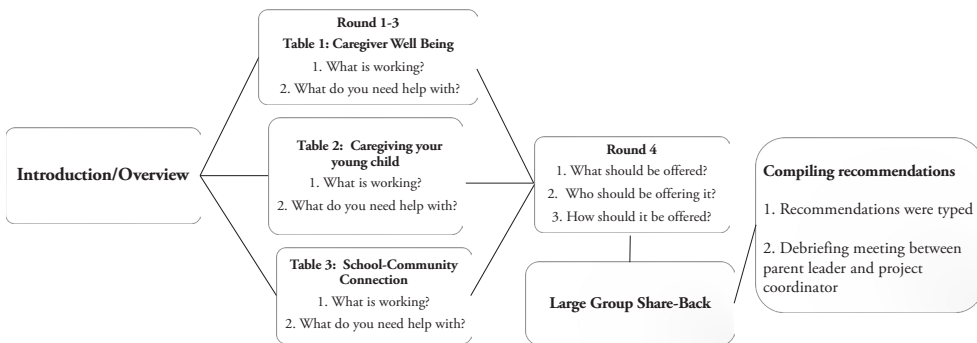 Introduction/Overview
Round 1-3
Table 1: Caregiver Well Being
1. What is working?
2. What do you need help with?
Table 2: Caregiving your
young child
1. What is working?
2. What do you need help with?
Table 3: School-Community
Connection
1. What is working?
2. What do you need help with?
Round 4
1. What should be offered?
2. Who should be offering it?
3. How should it be offered?
Large Group Share-Back
Compiling recommendations
1. Recommendations were typed
2. Debriefing meeting between
parent leader and project
coordinator